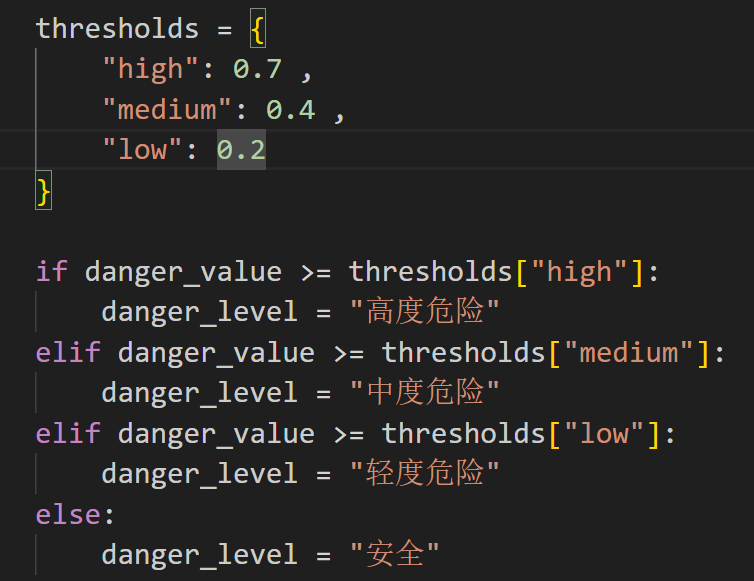 thresholds = {
    "high": 0.7 ,
    "medium": 0.4 ,
    "low": 0.2
}

if danger_value >= thresholds["high"]:
    danger_level = "高度危险"
elif danger_value >= thresholds["medium"]:
    danger_level = "中度危险"
elif danger_value >= thresholds["low"]:
    danger_level = "轻度危险"
else:
    danger_level = "安全"